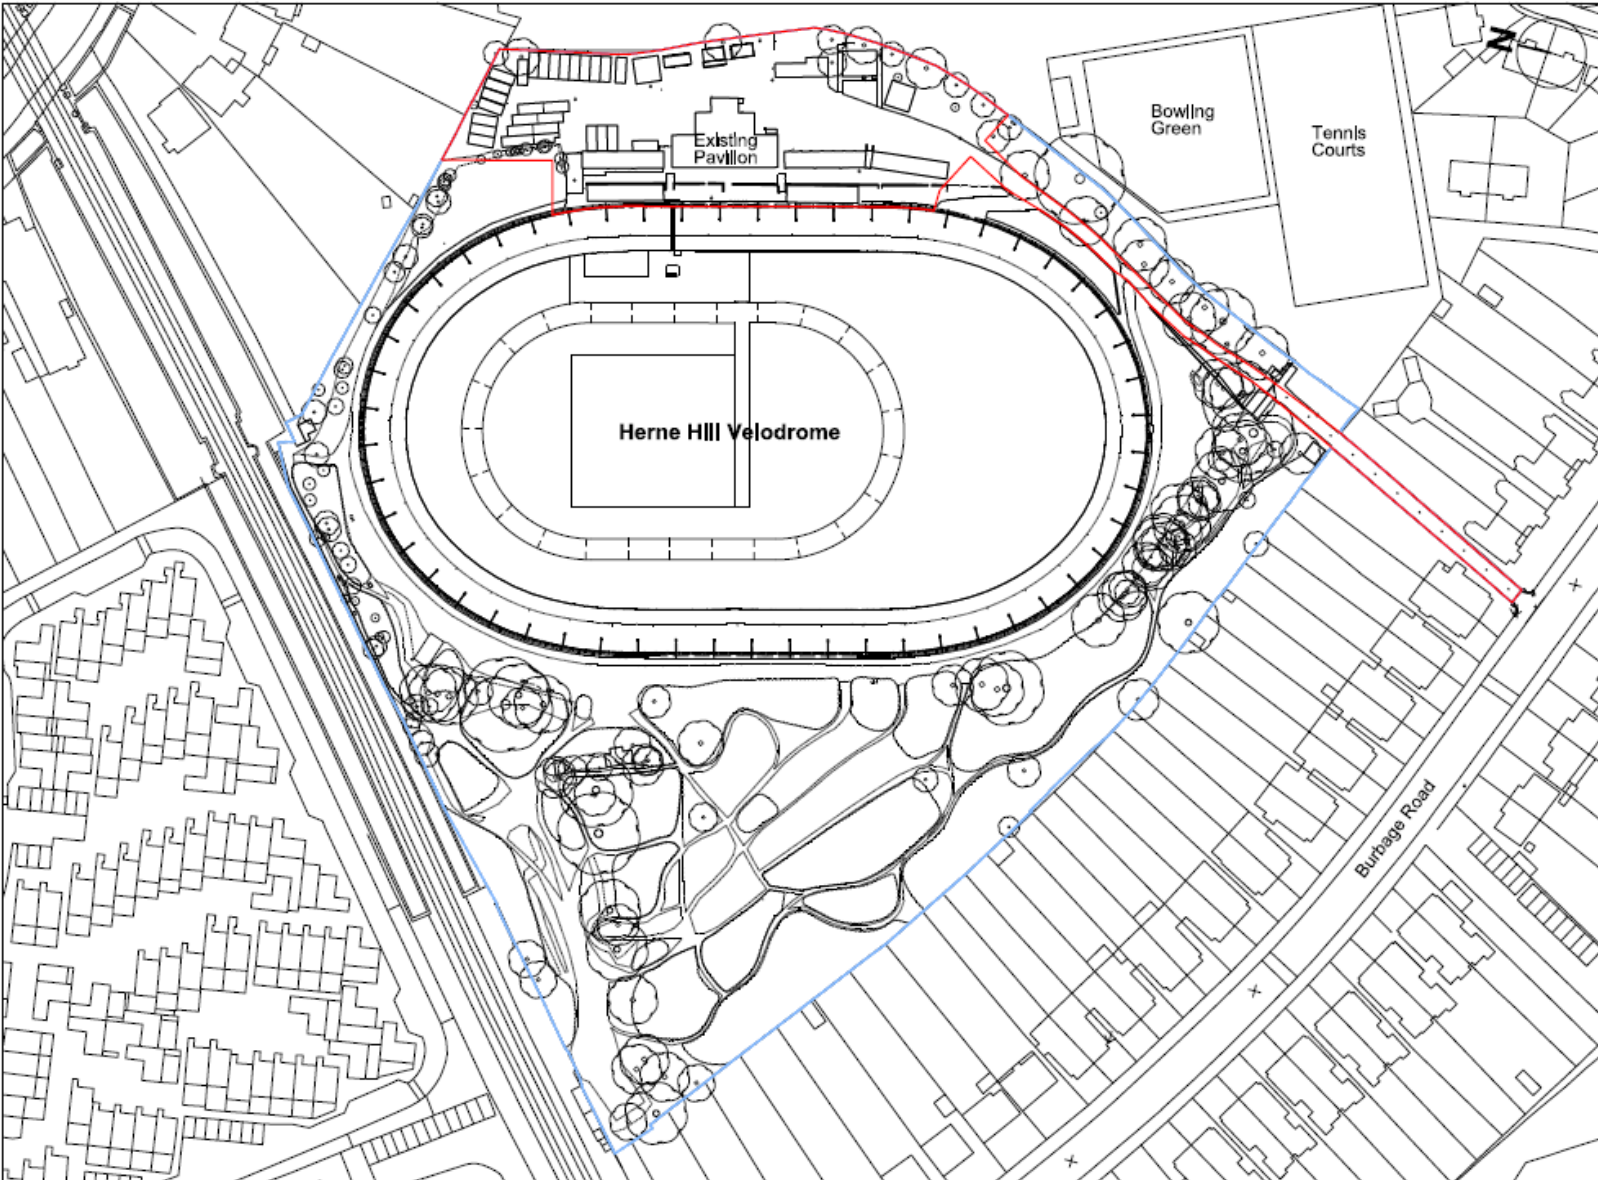 N
Bowling
Green
Tennis
Courts
Existing
Pavilion
Herne Hill Velodrome
Burbage Road